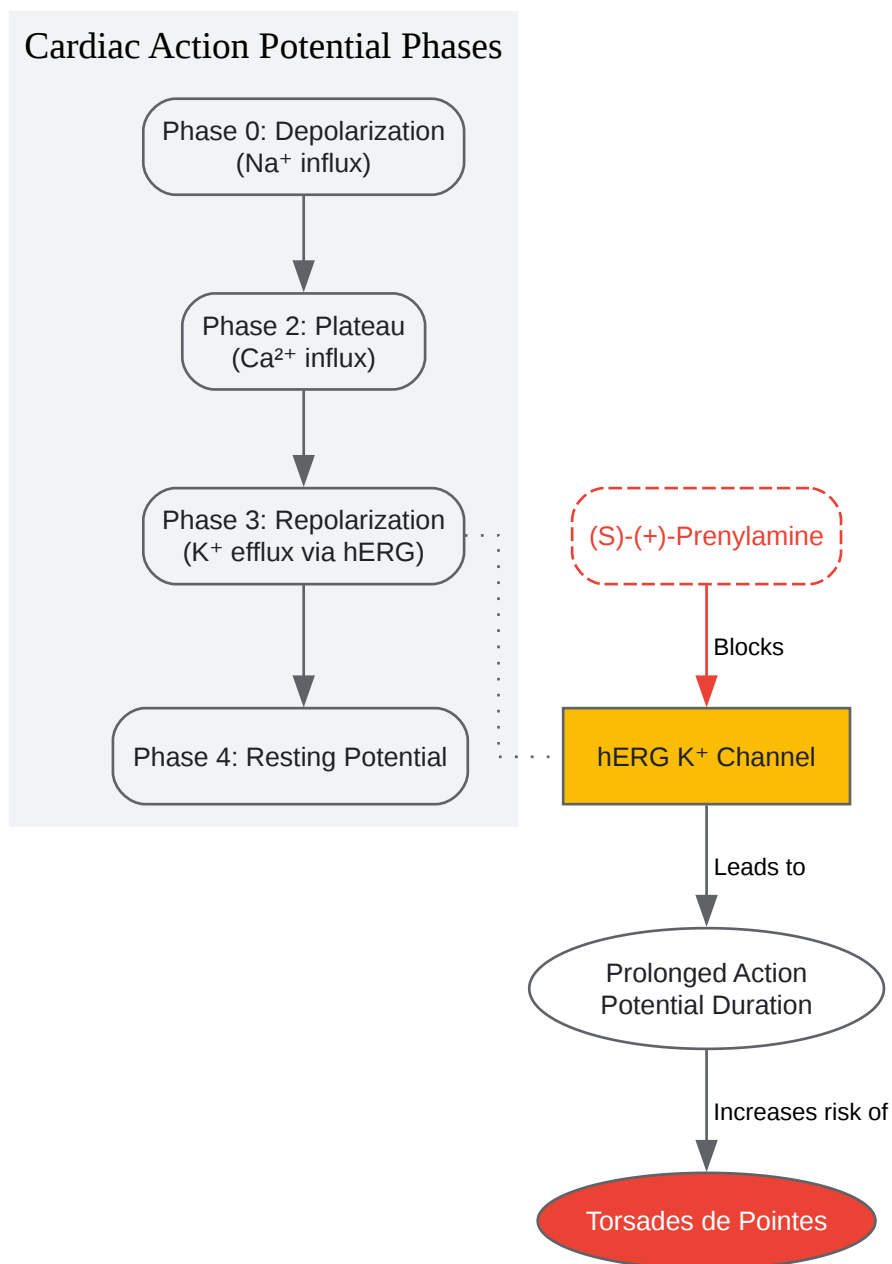 Cardiac Action Potential Phases
Phase 0: Depolarization
(Na⁺ influx)
Phase 2: Plateau
(Ca²⁺ influx)
Phase 3: Repolarization
(K⁺ efflux via hERG)
Phase 4: Resting Potential
(S)-(+)-Prenylamine
Blocks
hERG K⁺ Channel
Leads to
Prolonged Action
Potential Duration
Increases risk of
Torsades de Pointes